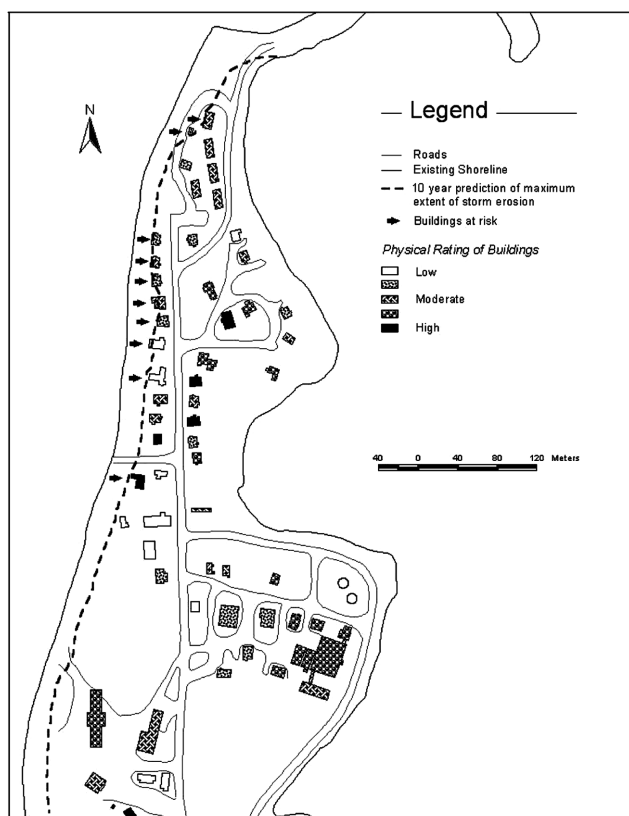 N
Legend
Roads
Existing Shoreline
10 year prediction of maximum
extent of storm erosion
Buildings at risk
Physical Rating of Buildings
Low
Moderate
High
40 0 40 80 120 Meters